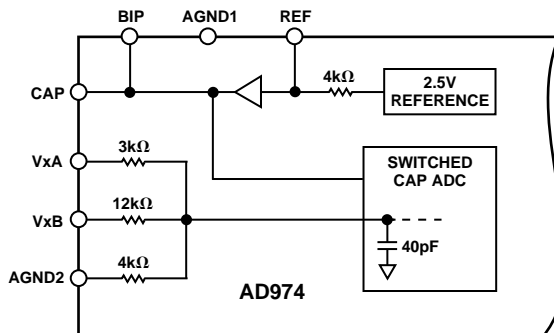 BIP AGND1 REF
CAP
4kΩ
2.5V
REFERENCE
VxA
3kΩ
SWITCHED
CAP ADC
VxB
12kΩ
40pF
AGND2
4kΩ
AD974